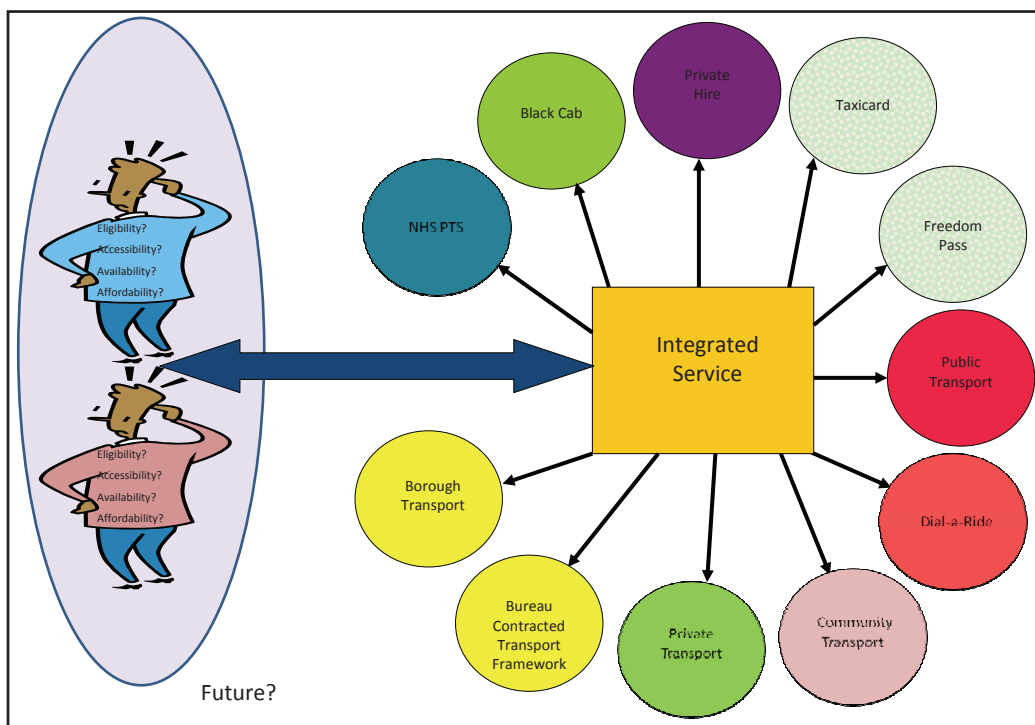 Eligibility?
Accessibility?
Availability?
Affordability?
Eligibility?
Accessibility?
Availability?
Affordability?
Future?
Integrated
Service
NHS PTS
Black Cab
Private
Hire
Taxicard
Freedom
Pass
Public
Transport
Dial-a-Ride
Community
Transport
Private
Transport
Bureau
Contracted
Transport
Framework
Borough
Transport